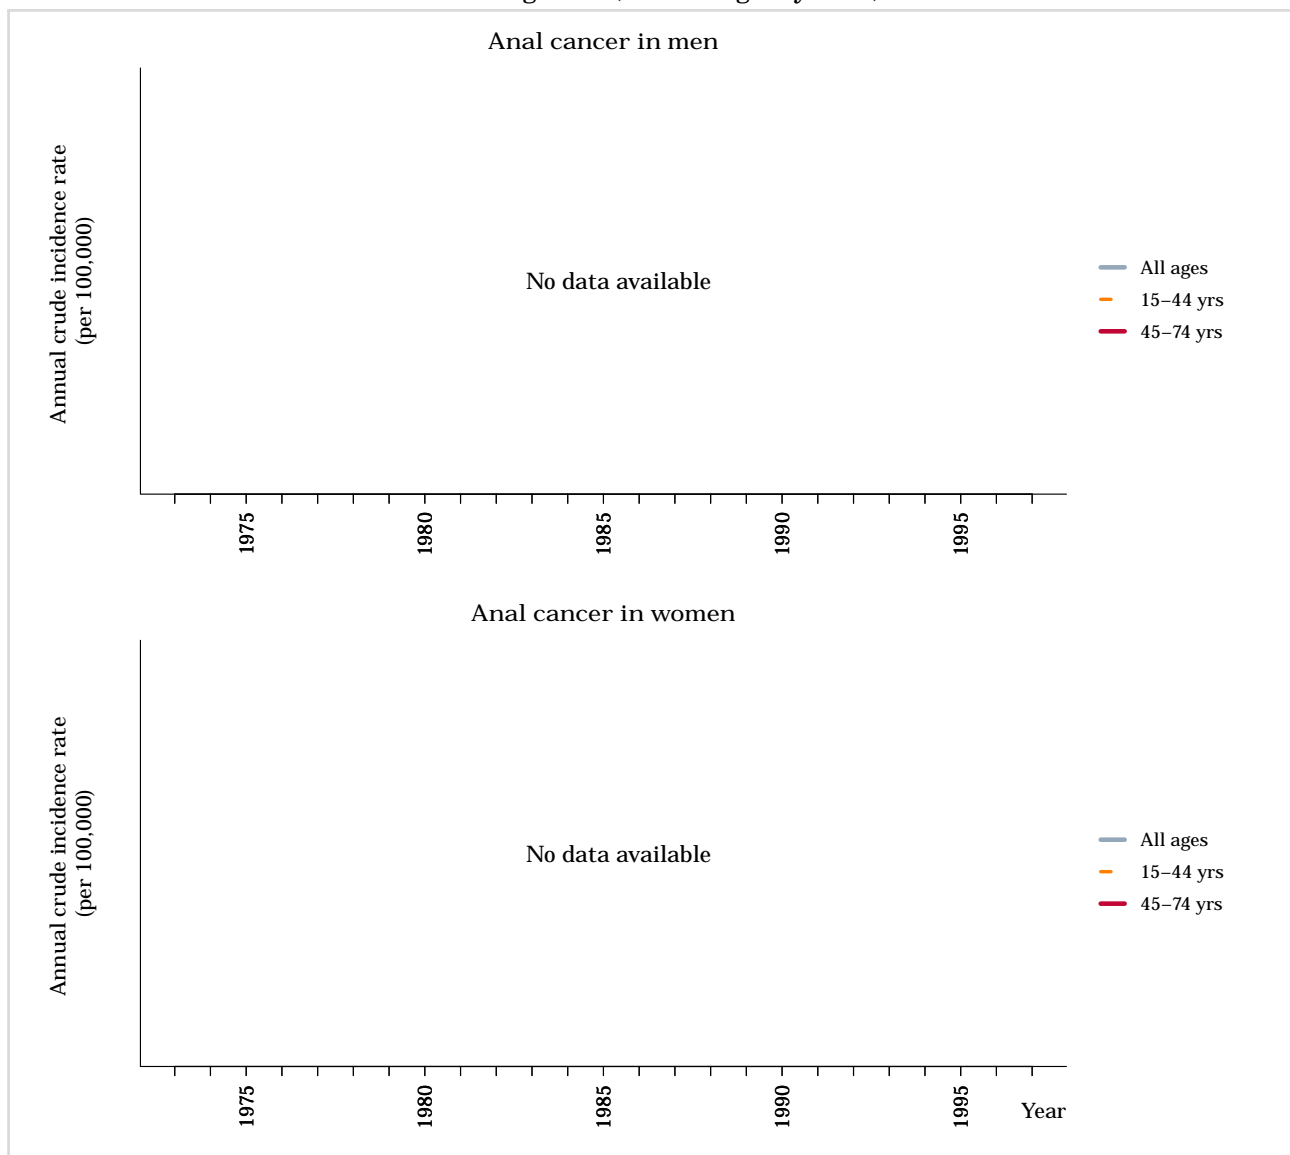 Anal cancer in men
Annual crude incidence rate
(per 100,000)
No data available
All ages
15–44 yrs
45–74 yrs
1975
1980
1985
1990
1995
Anal cancer in women
Annual crude incidence rate
(per 100,000)
No data available
All ages
15–44 yrs
45–74 yrs
1975
1980
1985
1990
1995
Year